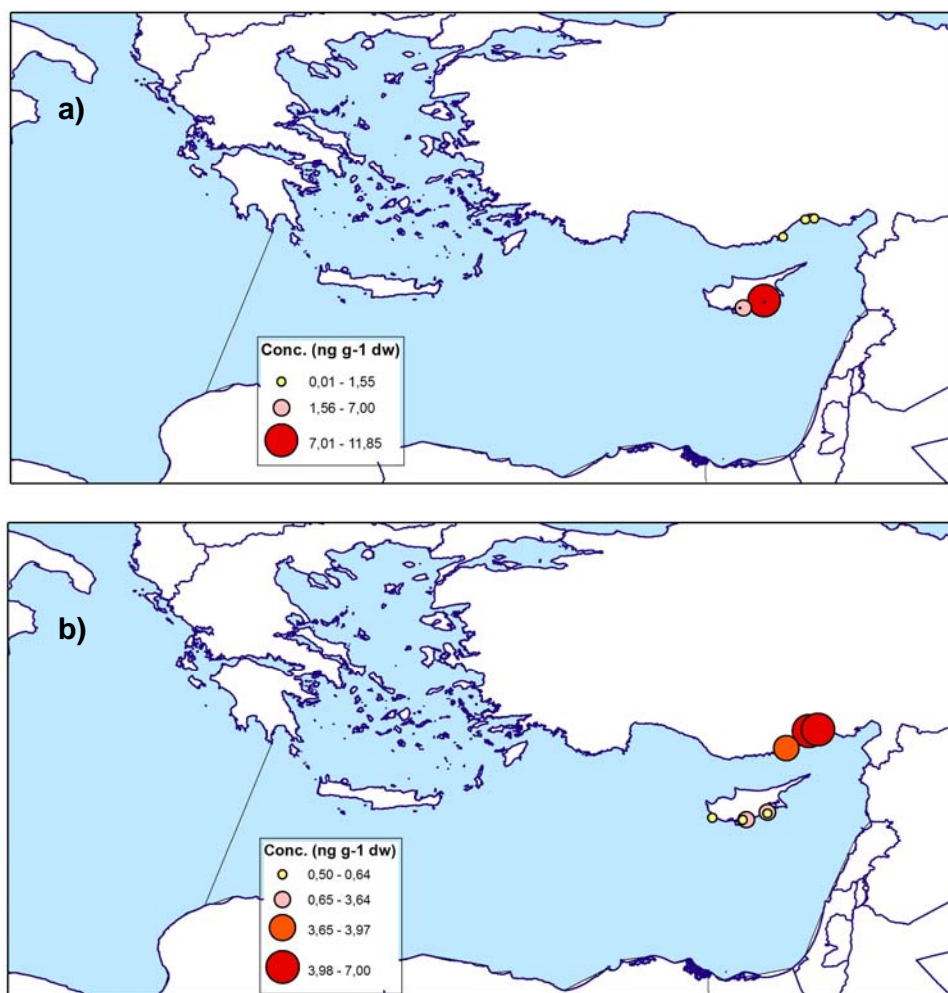 a)
Conc. (ng g-1 dw)
0,01 - 1,55
1,56 - 7,00
7,01 - 11,85
b)
Conc. (ng g-1 dw)
0,50 - 0,64
0,65 - 3,64
3,65 - 3,97
3,98 - 7,00